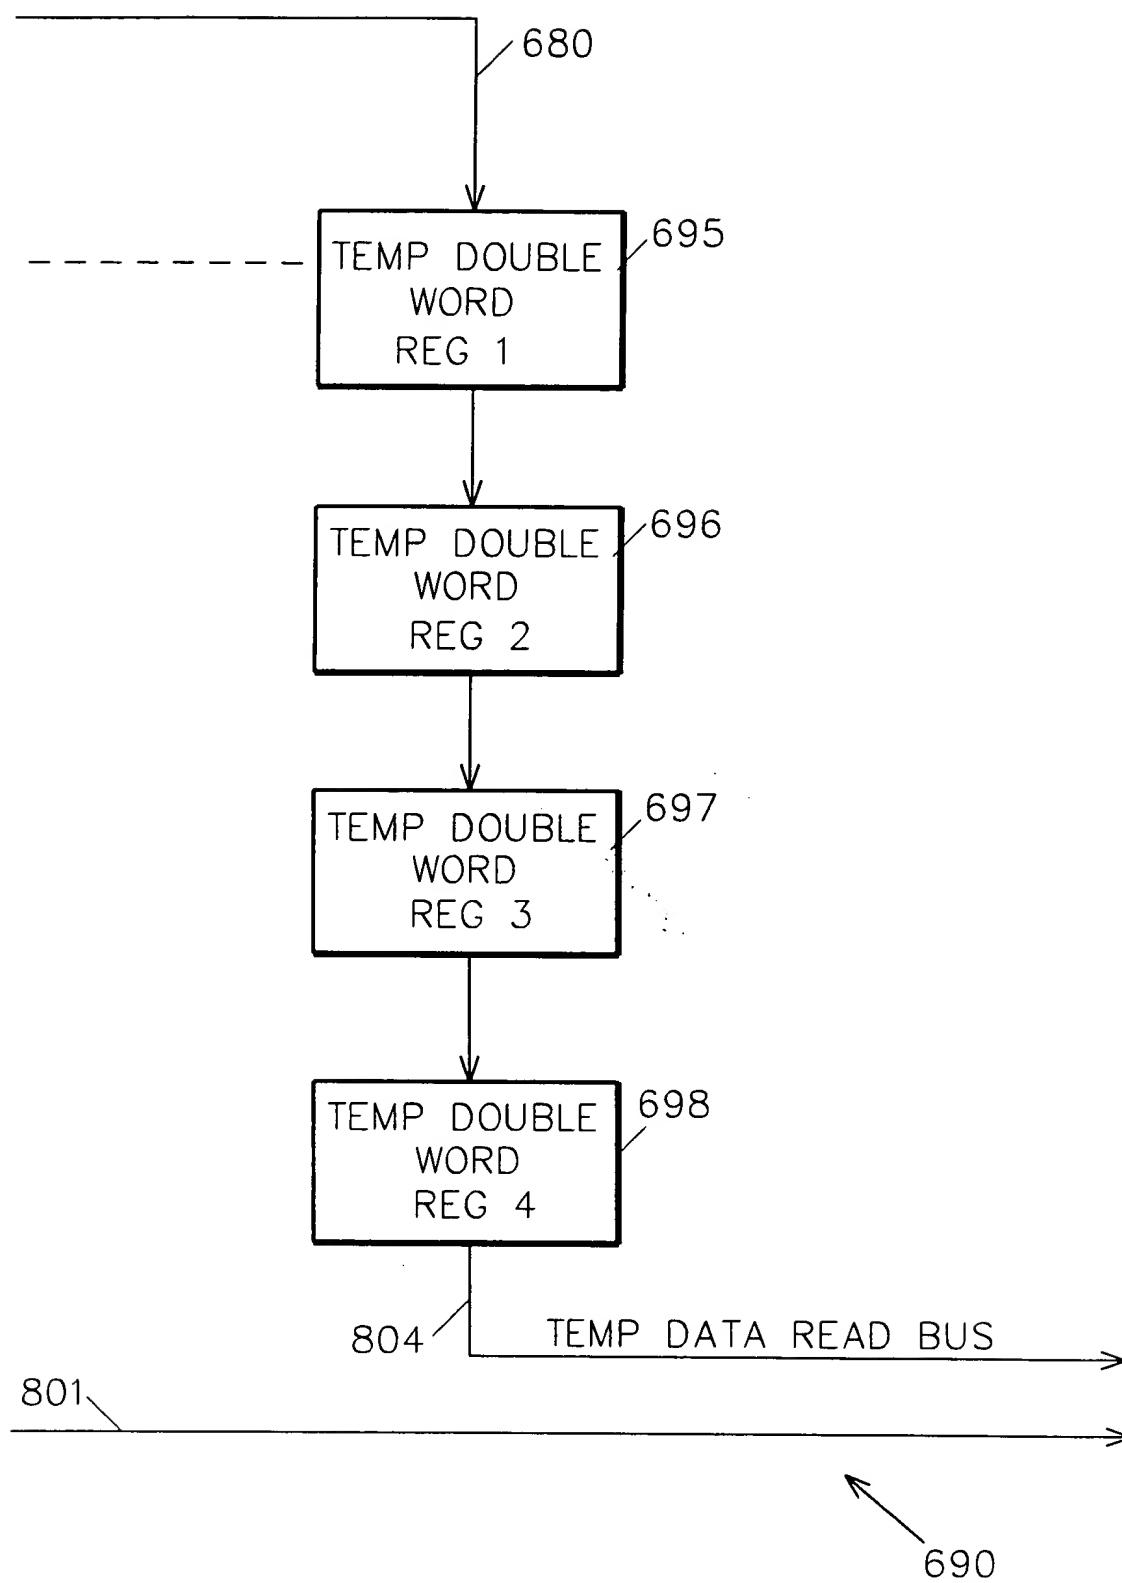 680
695
TEMP DOUBLE
WORD
REG 1
696
TEMP DOUBLE
WORD
REG 2
697
TEMP DOUBLE
WORD
REG 3
698
TEMP DOUBLE
WORD
REG 4
804
TEMP DATA READ BUS
801
690